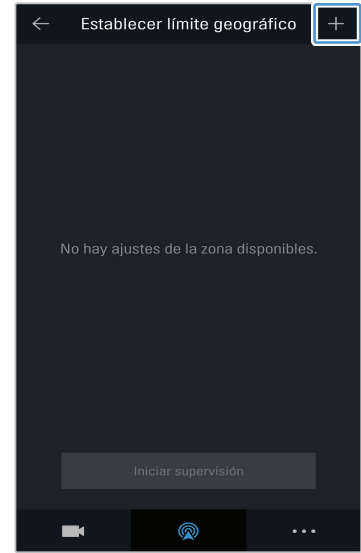 Establecer límite geográfico
No hay ajustes de la zona disponibles.
Iniciar supervisión